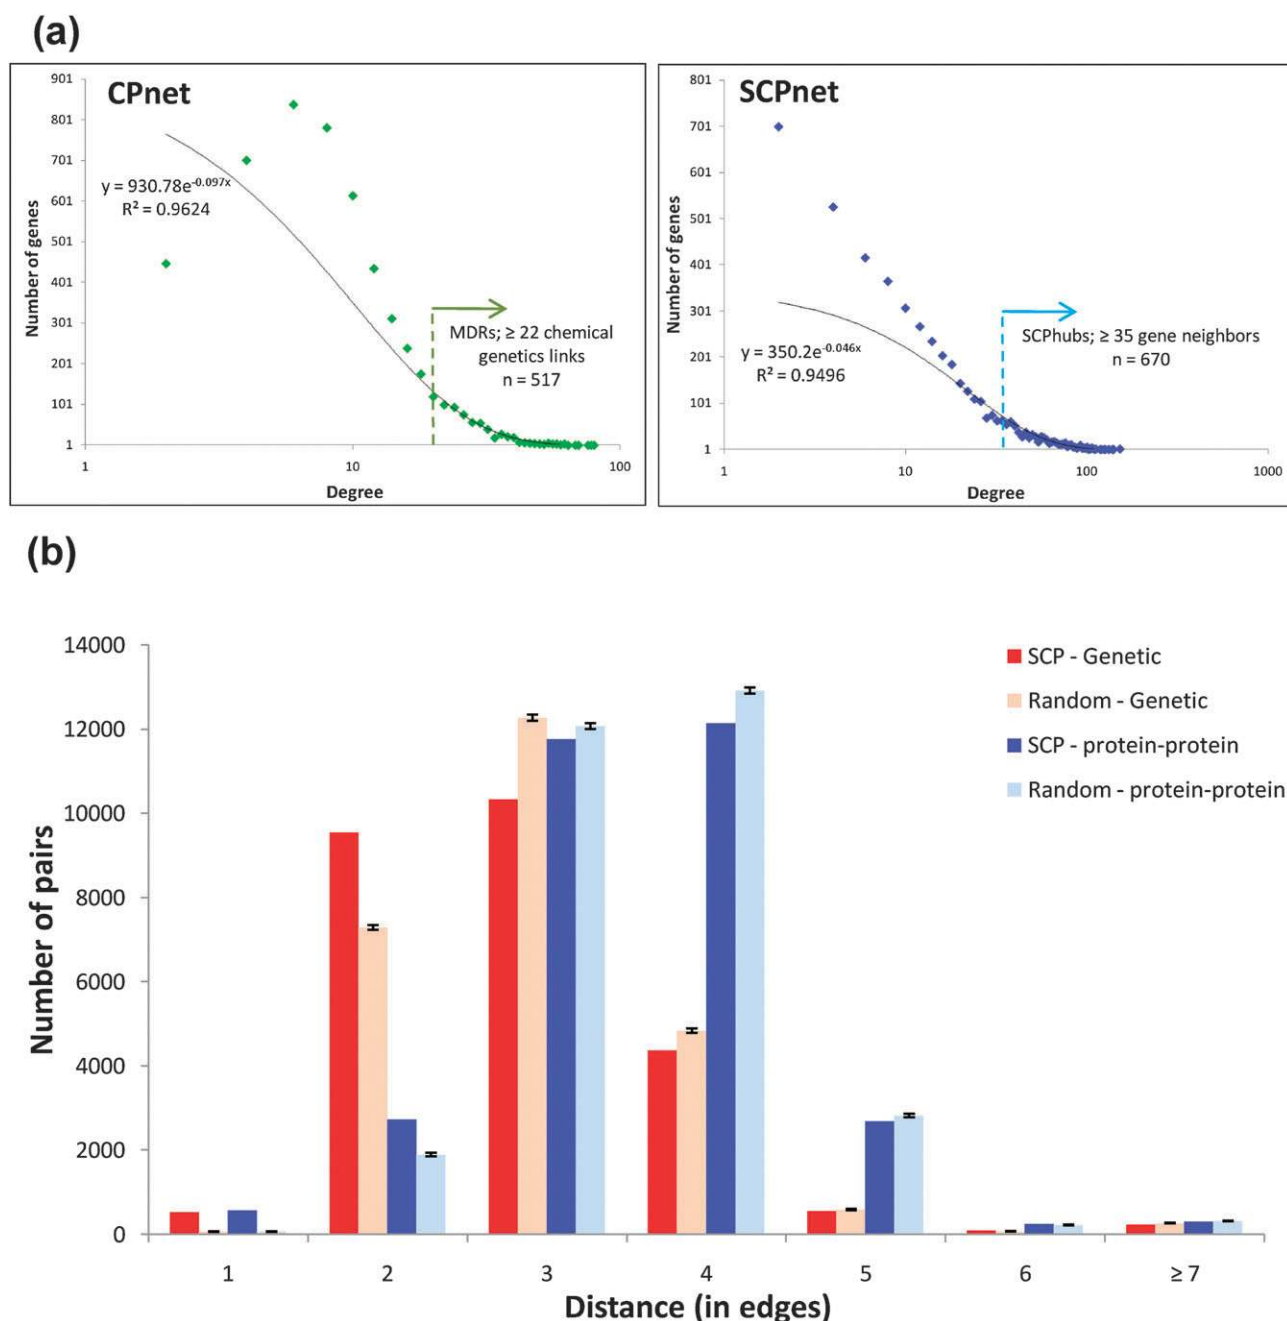 (a)
CPnet
Number of genes
901
801
701
601
501
401
301
201
101
1
y = 930.78e^-0.097x
R² = 0.9624
MDRs; ≥ 22 chemical
genetics links
n = 517
1 10 100
Degree
SCPnet
Number of genes
801
701
601
501
401
301
201
101
1
y = 350.2e^-0.046x
R² = 0.9496
SCPhubs; ≥ 35 gene neighbors
n = 670
1 10 100 1000
Degree
(b)
Number of pairs
14000
12000
10000
8000
6000
4000
2000
0
SCP - Genetic
Random - Genetic
SCP - protein-protein
Random - protein-protein
1 2 3 4 5 6 ≥ 7
Distance (in edges)